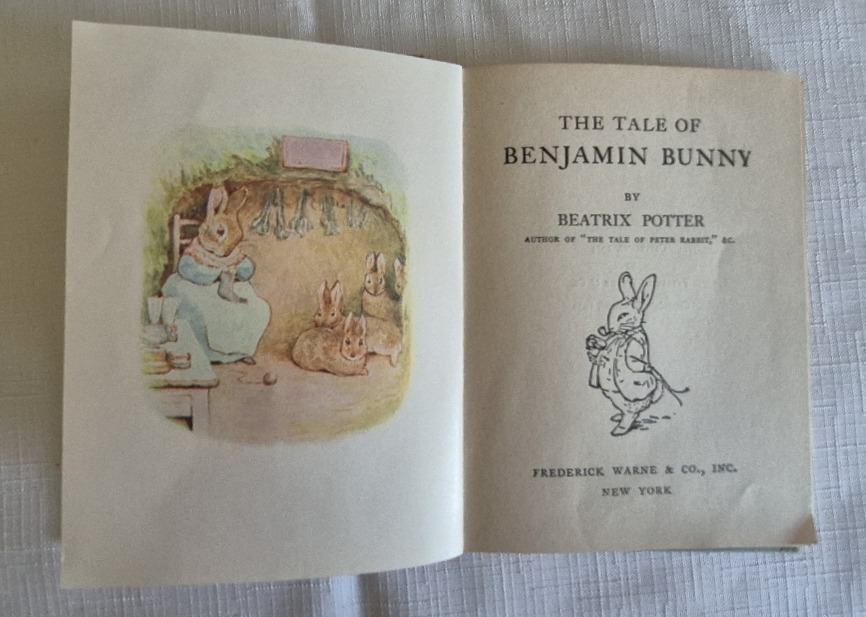 THE TALE OF
BENJAMIN BUNNY
BY
BEATRIX POTTER
AUTHOR OF "THE TALE OF PETER RABBIT," &C.
FREDERICK WARNE & CO., INC.
NEW YORK